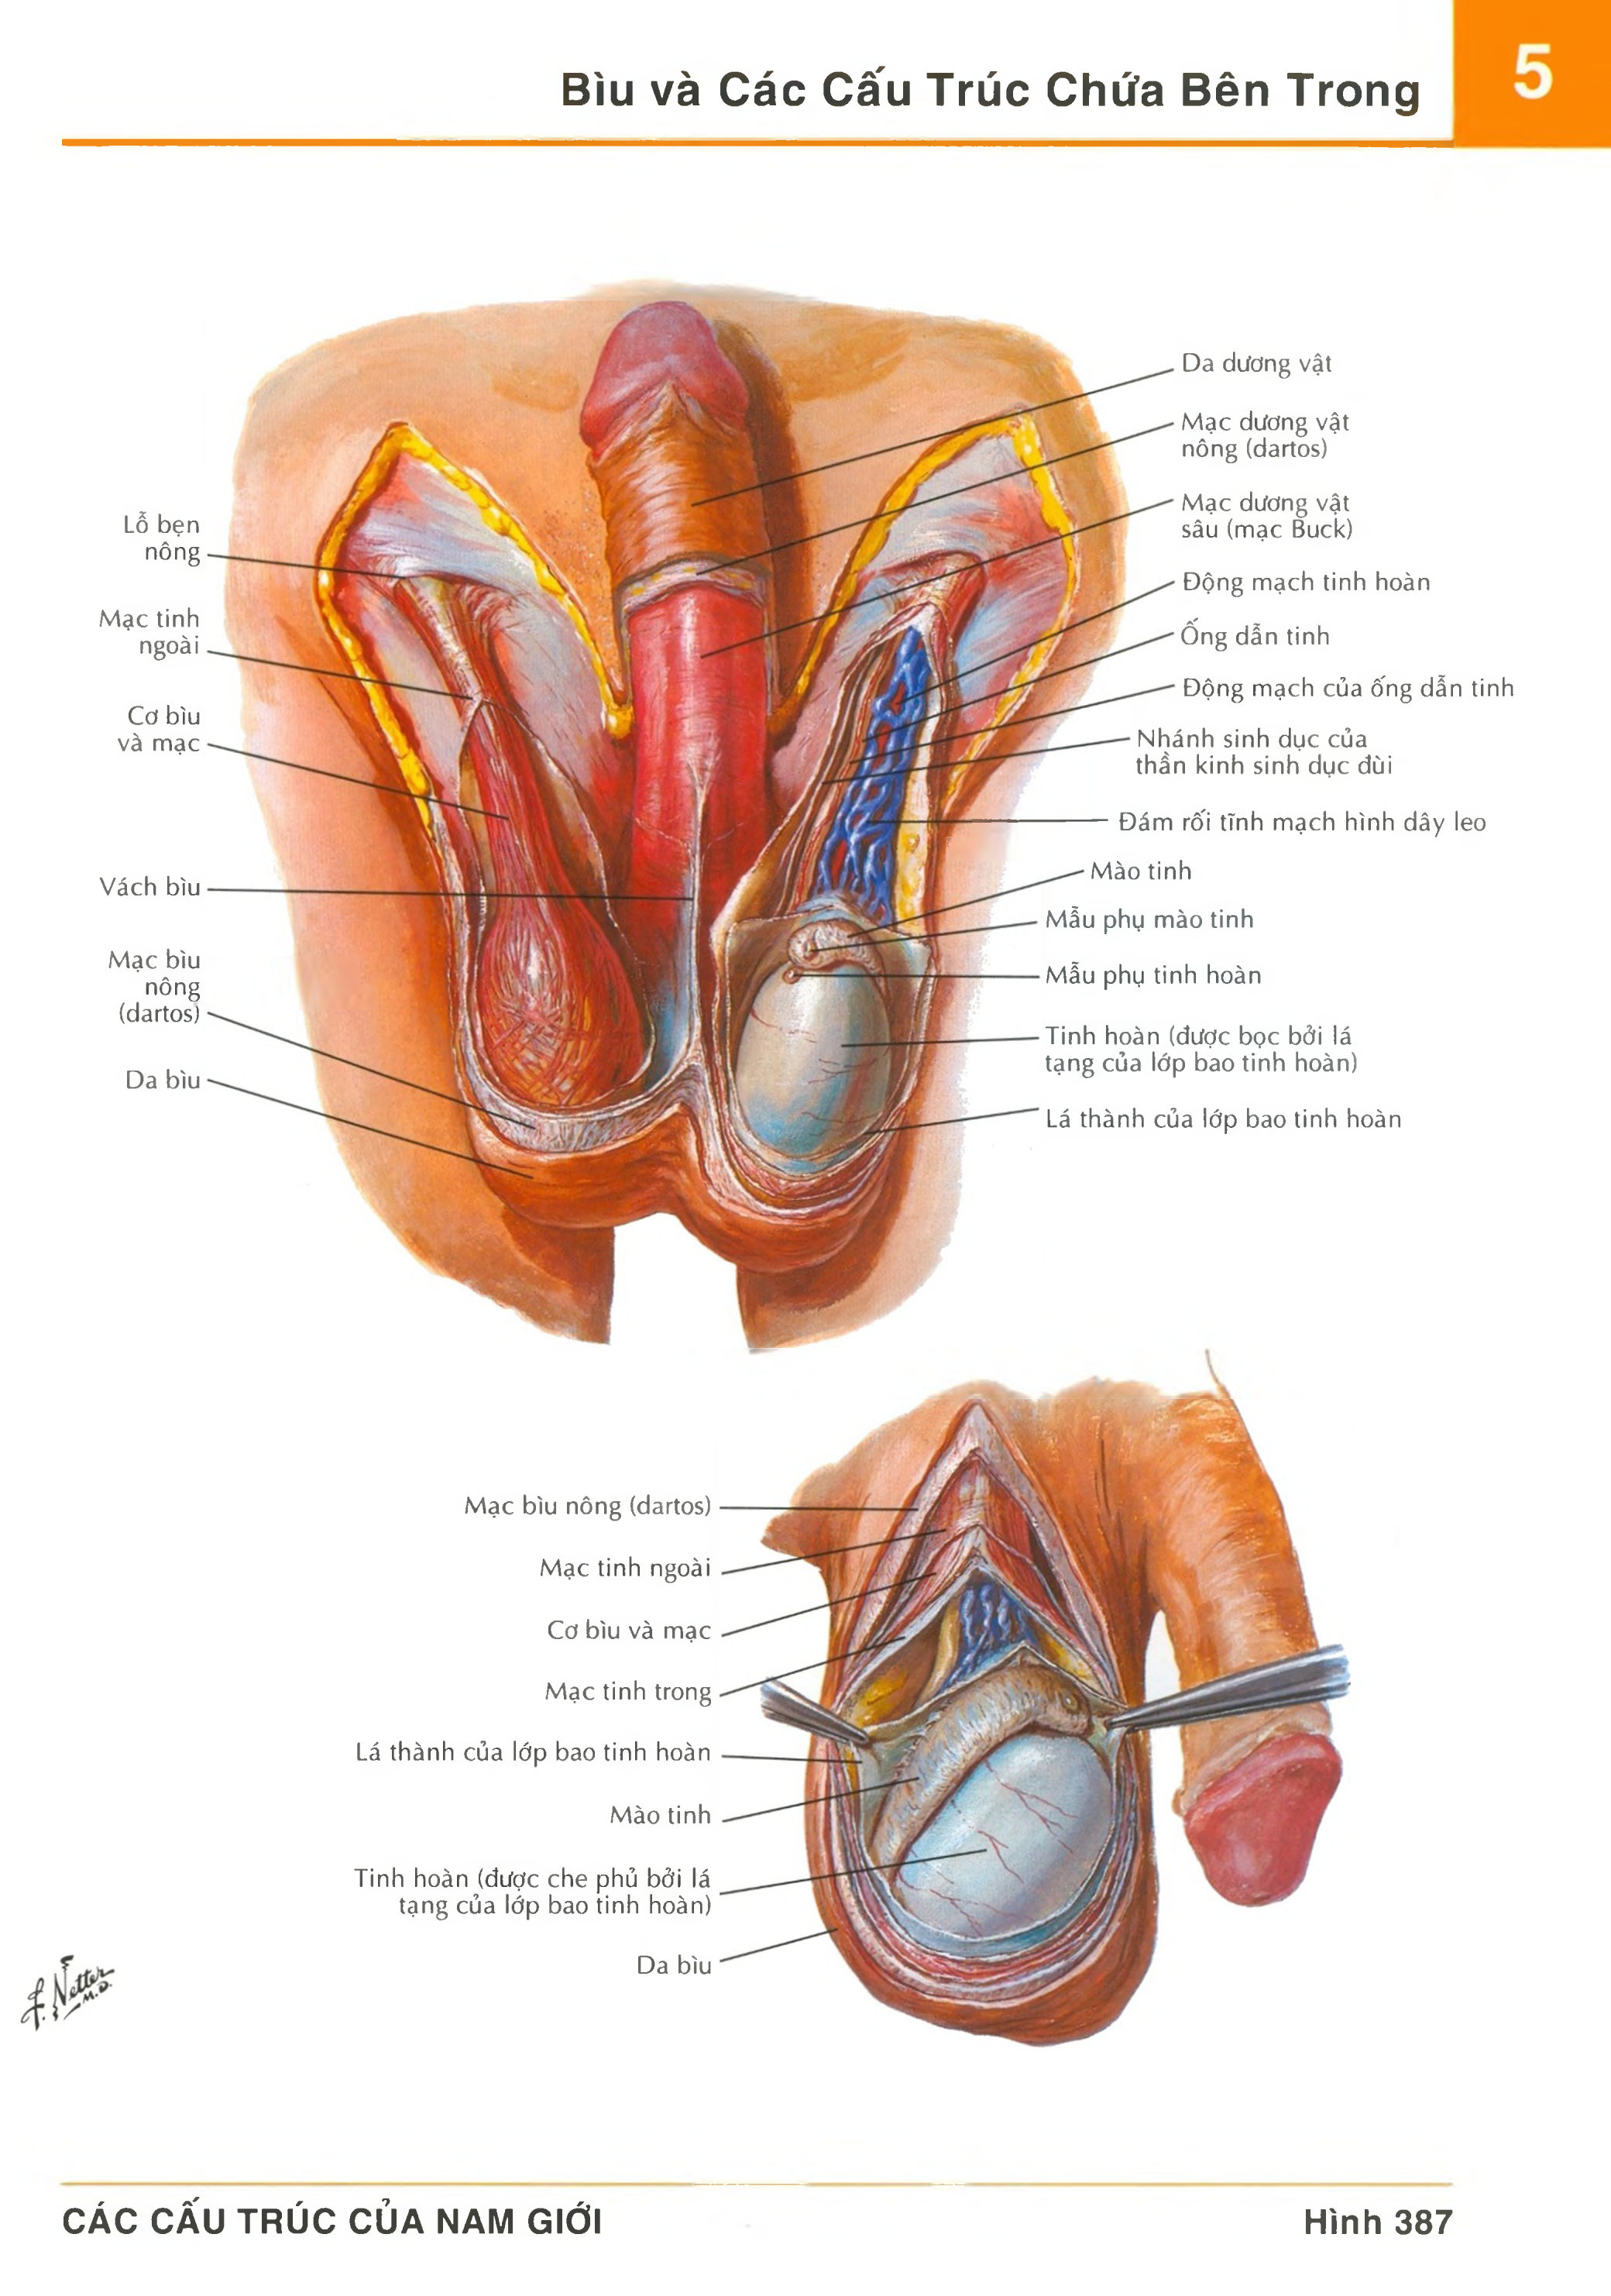 Bìu và Các Cấu Trúc Chứa Bên Trong
5
Da dương vật
Mạc dương vật
nông (dartos)
Mạc dương vật
sâu (mạc Buck)
Động mạch tinh hoàn
Ống dẫn tinh
Động mạch của ống dẫn tinh
Nhánh sinh dục của
thần kinh sinh dục đùi
Đám rối tĩnh mạch hình dây leo
Mào tinh
Mẫu phụ mào tinh
Mẫu phụ tinh hoàn
Tinh hoàn (được bọc bởi lá
tạng của lớp bao tinh hoàn)
Lá thành của lớp bao tinh hoàn
Lỗ bẹn
nông
Mạc tinh
ngoài
Cơ bìu
và mạc
Vách bìu
Mạc bìu
nông
(dartos)
Da bìu
Mạc bìu nông (dartos)
Mạc tinh ngoài
Cơ bìu và mạc
Mạc tinh trong
Lá thành của lớp bao tinh hoàn
Mào tinh
Tinh hoàn (được che phủ bởi lá
tạng của lớp bao tinh hoàn)
Da bìu
F. Netter
M.D.
CÁC CẤU TRÚC CỦA NAM GIỚI
Hình 387